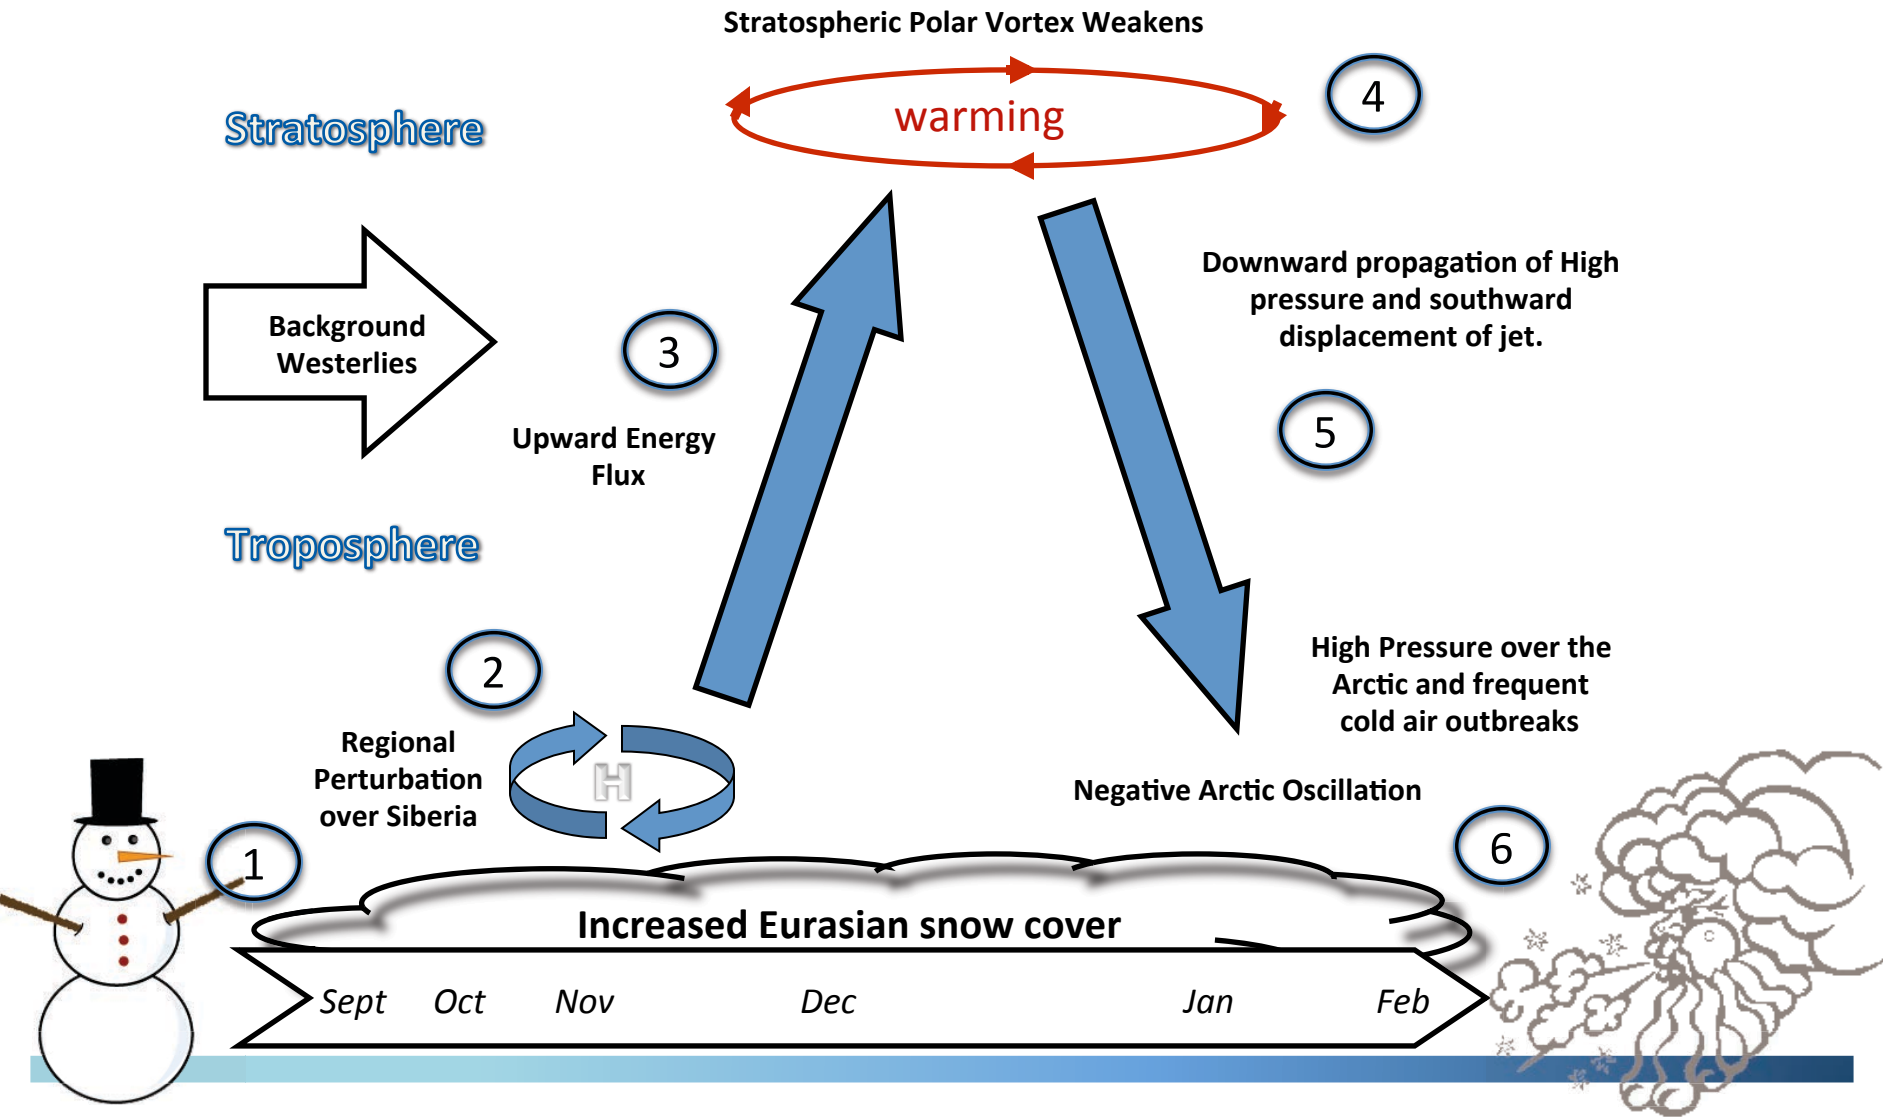 Stratospheric Polar Vortex Weakens
warming
4
Stratosphere
Background
Westerlies
3
Upward Energy
Flux
Downward propagation of High
pressure and southward
displacement of jet.
5
Troposphere
2
Regional
Perturbation
over Siberia
H
High Pressure over the
Arctic and frequent
cold air outbreaks
Negative Arctic Oscillation
6
1
Increased Eurasian snow cover
Sept Oct Nov Dec Jan Feb